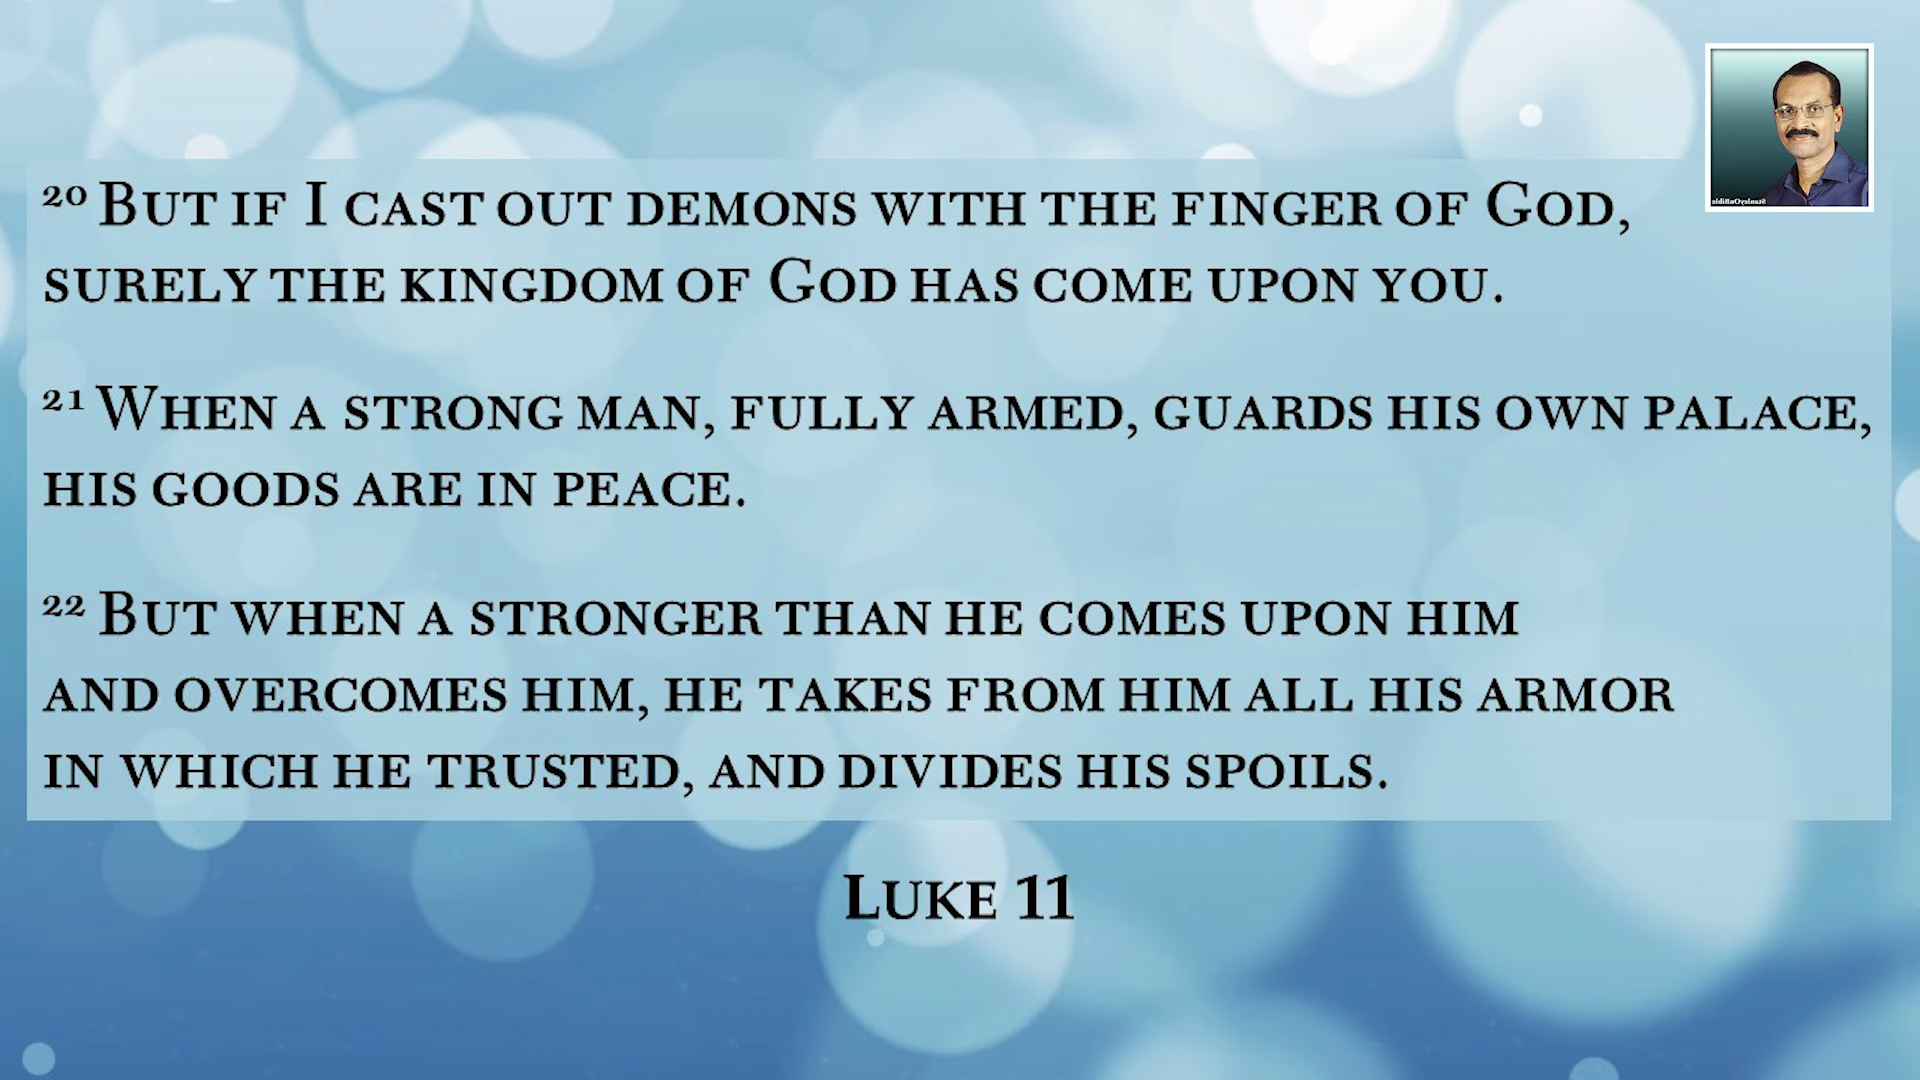 20 But if I cast out demons with the finger of God,
surely the kingdom of God has come upon you.
21 When a strong man, fully armed, guards his own palace,
his goods are in peace.
22 But when a stronger than he comes upon him
and overcomes him, he takes from him all his armor
in which he trusted, and divides his spoils.
Luke 11
StanleyOnBible